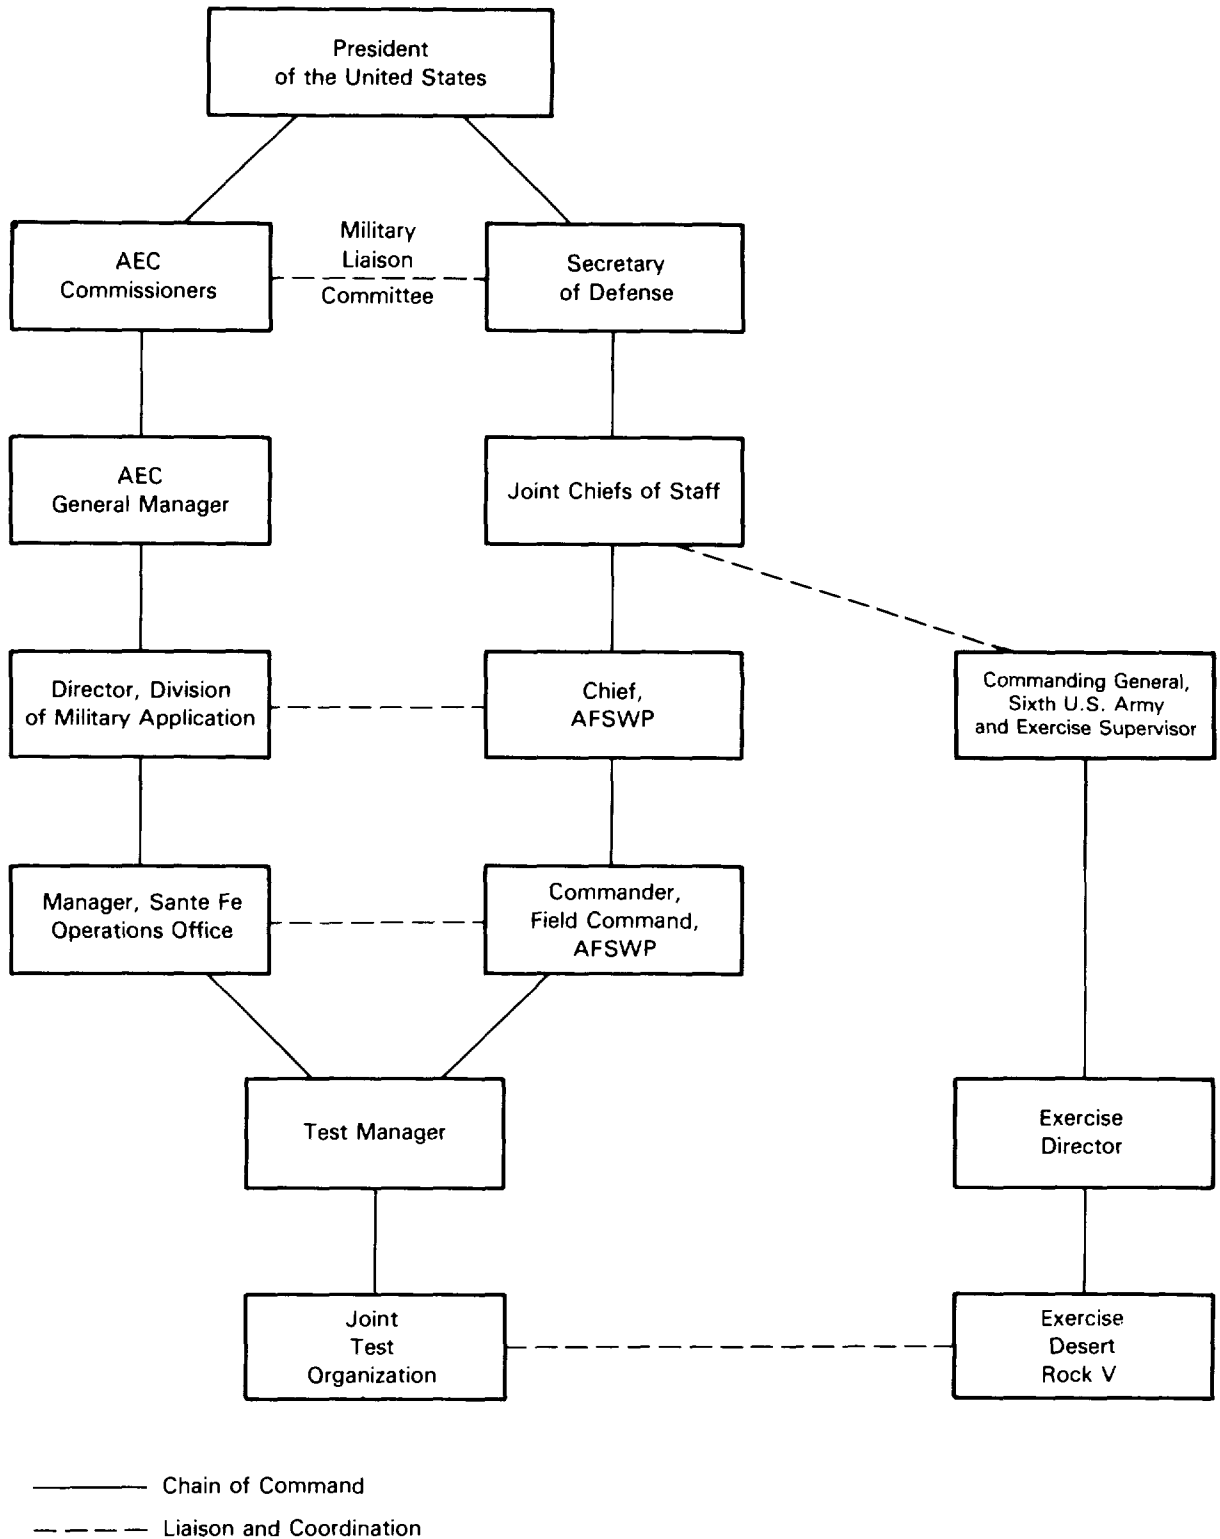 President
of the United States
AEC
Commissioners
Military
Liaison
Committee
Secretary
of Defense
AEC
General Manager
Joint Chiefs of Staff
Director, Division
of Military Application
Chief,
AFSWP
Commanding General,
Sixth U.S. Army
and Exercise Supervisor
Manager, Sante Fe
Operations Office
Commander,
Field Command,
AFSWP
Test Manager
Exercise
Director
Joint
Test
Organization
Exercise
Desert
Rock V
Chain of Command
Liaison and Coordination